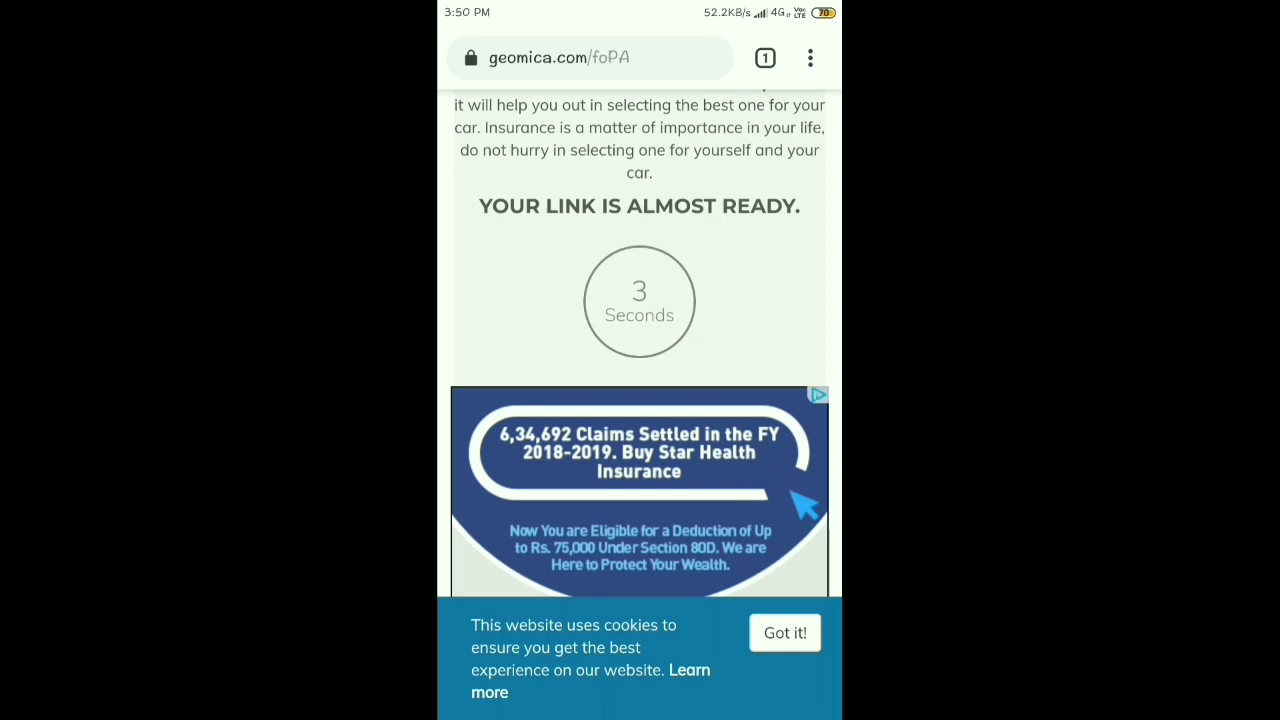 3:50 PM
52.2KB/s 4G Vo LTE 70
geomica.com/foPA
1
it will help you out in selecting the best one for your
car. Insurance is a matter of importance in your life,
do not hurry in selecting one for yourself and your
car.
YOUR LINK IS ALMOST READY.
3
Seconds
6,34,692 Claims Settled in the FY
2018-2019. Buy Star Health
Insurance
Now You are Eligible for a Deduction of Up
to Rs. 75,000 Under Section 80D. We are
Here to Protect Your Wealth.
This website uses cookies to
ensure you get the best
experience on our website. Learn
more
Got it!